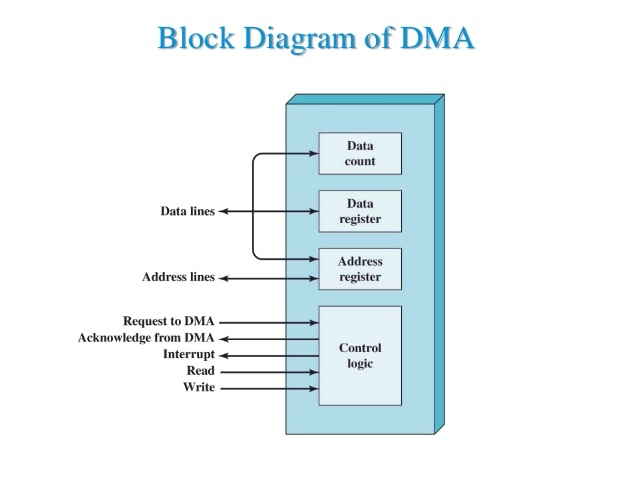 Block Diagram of DMA
Data
count
Data lines
Data
register
Address lines
Address
register
Request to DMA
Acknowledge from DMA
Interrupt
Read
Write
Control
logic